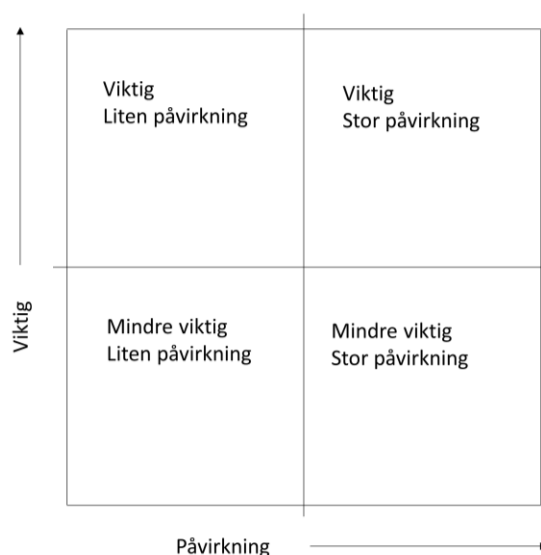 Viktig
Liten påvirkning
Viktig
Stor påvirkning
Mindre viktig
Liten påvirkning
Mindre viktig
Stor påvirkning
Viktig
Påvirkning